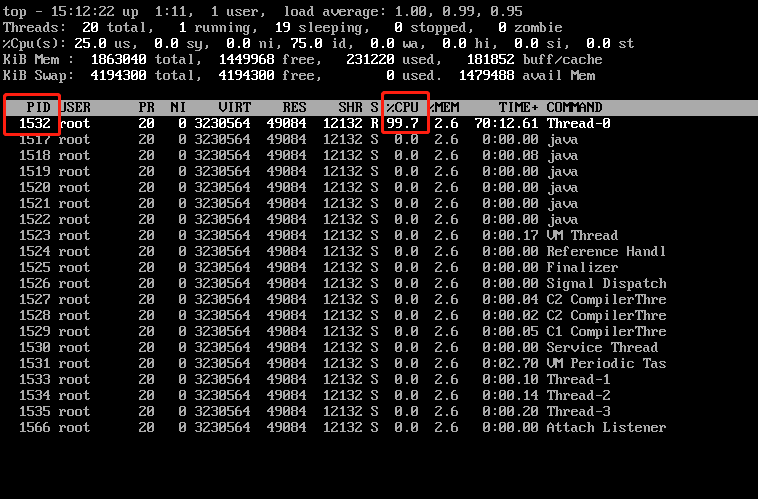 top - 15:12:22 up  1:11,  1 user,  load average: 1.00, 0.99, 0.95
Threads:  20 total,   1 running,  19 sleeping,   0 stopped,   0 zombie
%Cpu(s): 25.0 us,  0.0 sy,  0.0 ni, 75.0 id,  0.0 wa,  0.0 hi,  0.0 si,  0.0 st
KiB Mem :  1863040 total,  1449968 free,   231220 used,   181852 buff/cache
KiB Swap:  4194300 total,  4194300 free,        0 used.  1479488 avail Mem
PID USER      PR  NI    VIRT    RES    SHR S %CPU %MEM     TIME+ COMMAND
1532 root      20   0 3230564  49084  12132 R 99.7  2.6  70:12.61 Thread-0
1517 root      20   0 3230564  49084  12132 S  0.0  2.6   0:00.00 java
1518 root      20   0 3230564  49084  12132 S  0.0  2.6   0:00.08 java
1519 root      20   0 3230564  49084  12132 S  0.0  2.6   0:00.00 java
1520 root      20   0 3230564  49084  12132 S  0.0  2.6   0:00.00 java
1521 root      20   0 3230564  49084  12132 S  0.0  2.6   0:00.00 java
1522 root      20   0 3230564  49084  12132 S  0.0  2.6   0:00.00 java
1523 root      20   0 3230564  49084  12132 S  0.0  2.6   0:00.17 VM Thread
1524 root      20   0 3230564  49084  12132 S  0.0  2.6   0:00.00 Reference Handl
1525 root      20   0 3230564  49084  12132 S  0.0  2.6   0:00.00 Finalizer
1526 root      20   0 3230564  49084  12132 S  0.0  2.6   0:00.00 Signal Dispatch
1527 root      20   0 3230564  49084  12132 S  0.0  2.6   0:00.04 C2 CompilerThre
1528 root      20   0 3230564  49084  12132 S  0.0  2.6   0:00.02 C2 CompilerThre
1529 root      20   0 3230564  49084  12132 S  0.0  2.6   0:00.05 C1 CompilerThre
1530 root      20   0 3230564  49084  12132 S  0.0  2.6   0:00.00 Service Thread
1531 root      20   0 3230564  49084  12132 S  0.0  2.6   0:02.70 VM Periodic Tas
1533 root      20   0 3230564  49084  12132 S  0.0  2.6   0:00.10 Thread-1
1534 root      20   0 3230564  49084  12132 S  0.0  2.6   0:00.14 Thread-2
1535 root      20   0 3230564  49084  12132 S  0.0  2.6   0:00.20 Thread-3
1566 root      20   0 3230564  49084  12132 S  0.0  2.6   0:00.00 Attach Listener